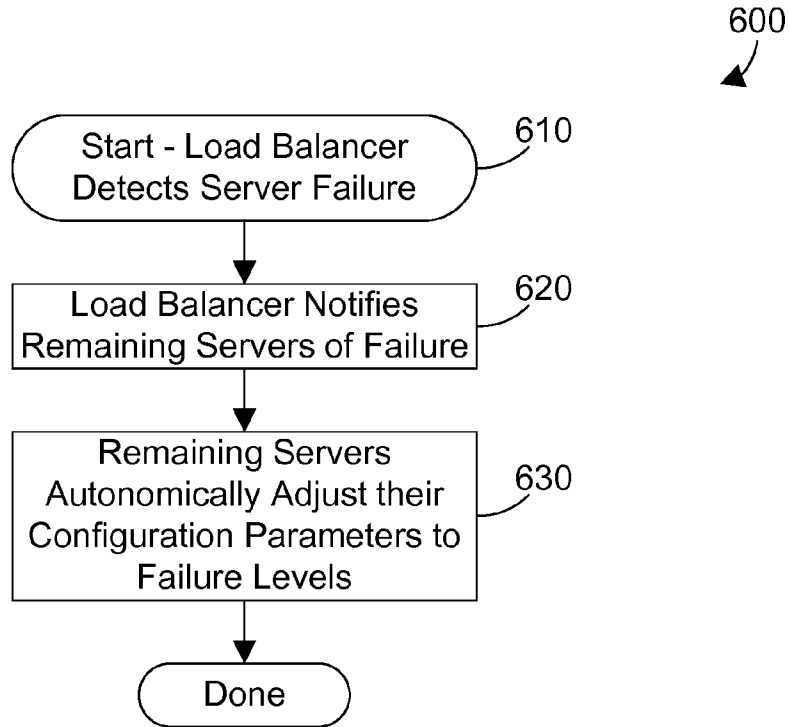 600
Start - Load Balancer
Detects Server Failure
610
Load Balancer Notifies
Remaining Servers of Failure
620
Remaining Servers
Autonomically Adjust their
Configuration Parameters to
Failure Levels
630
Done